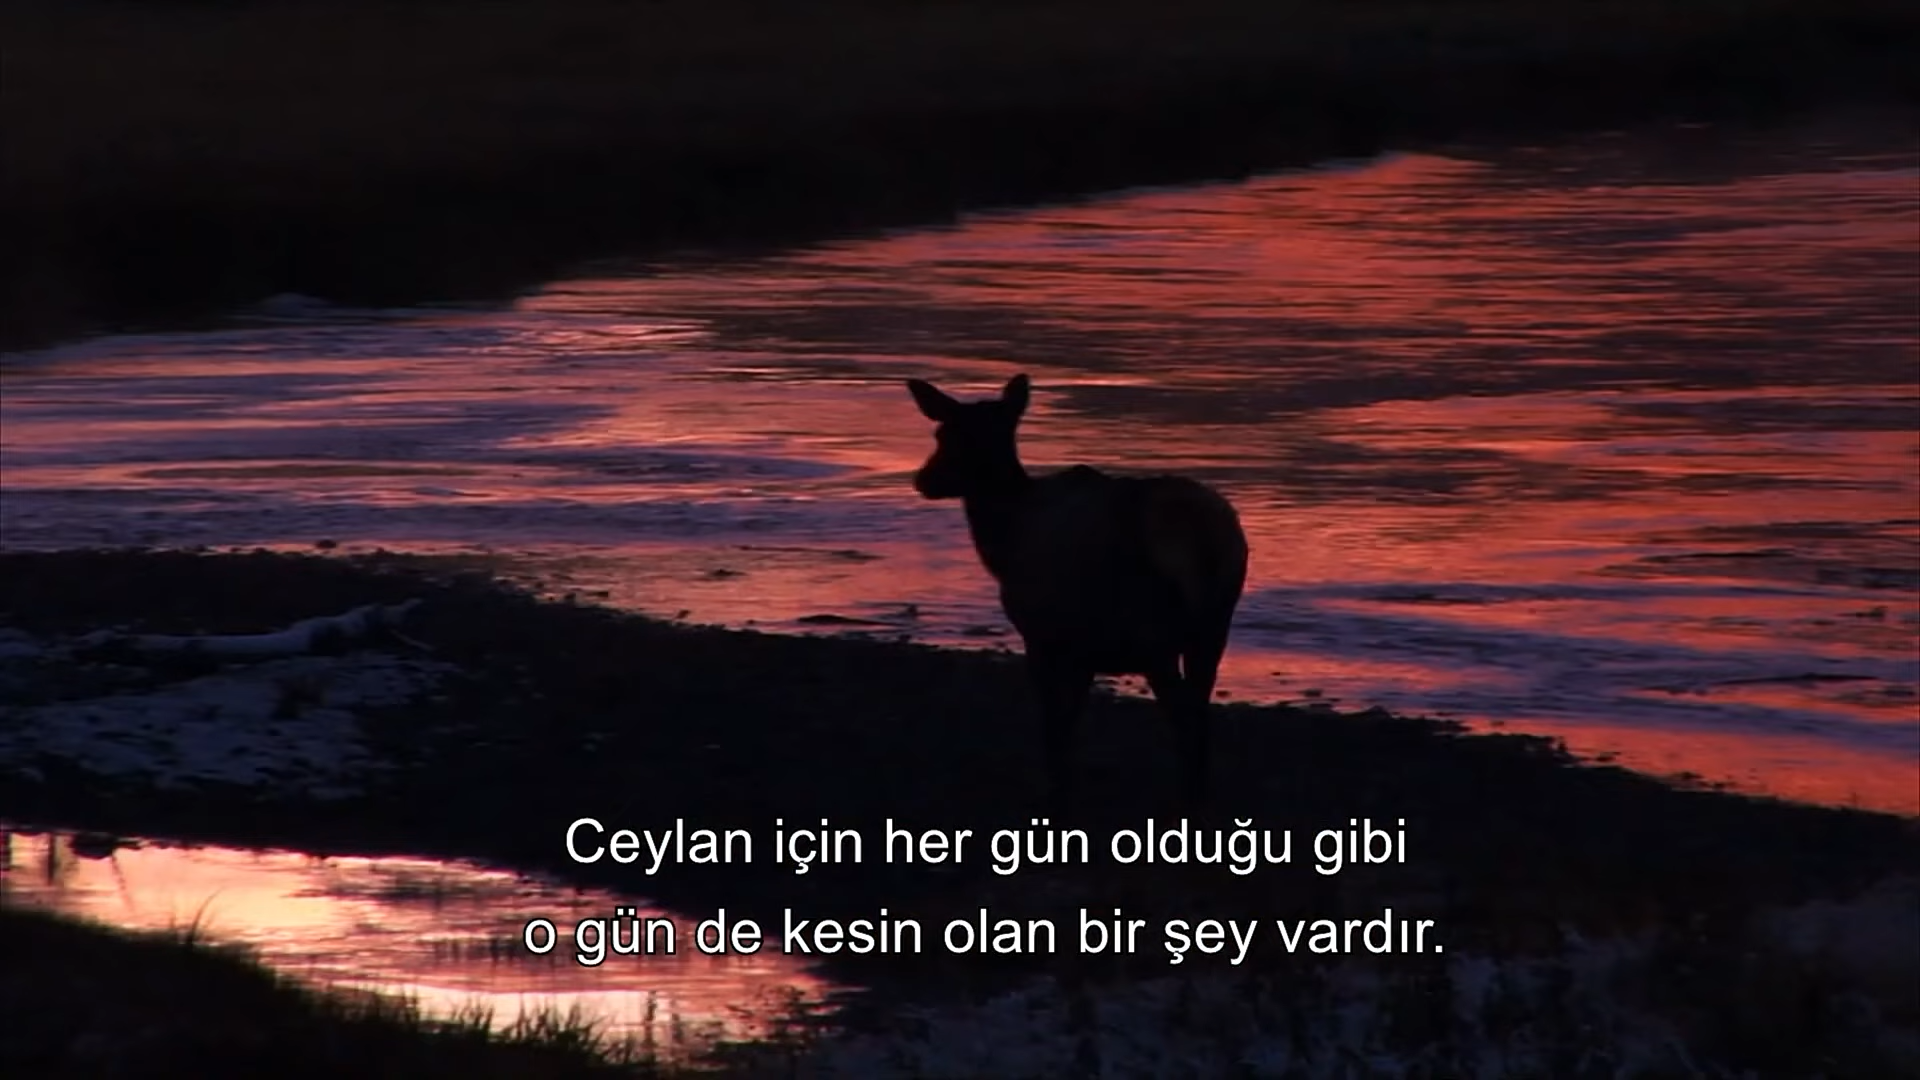 Ceylan için her gün olduğu gibi
o gün de kesin olan bir şey vardır.